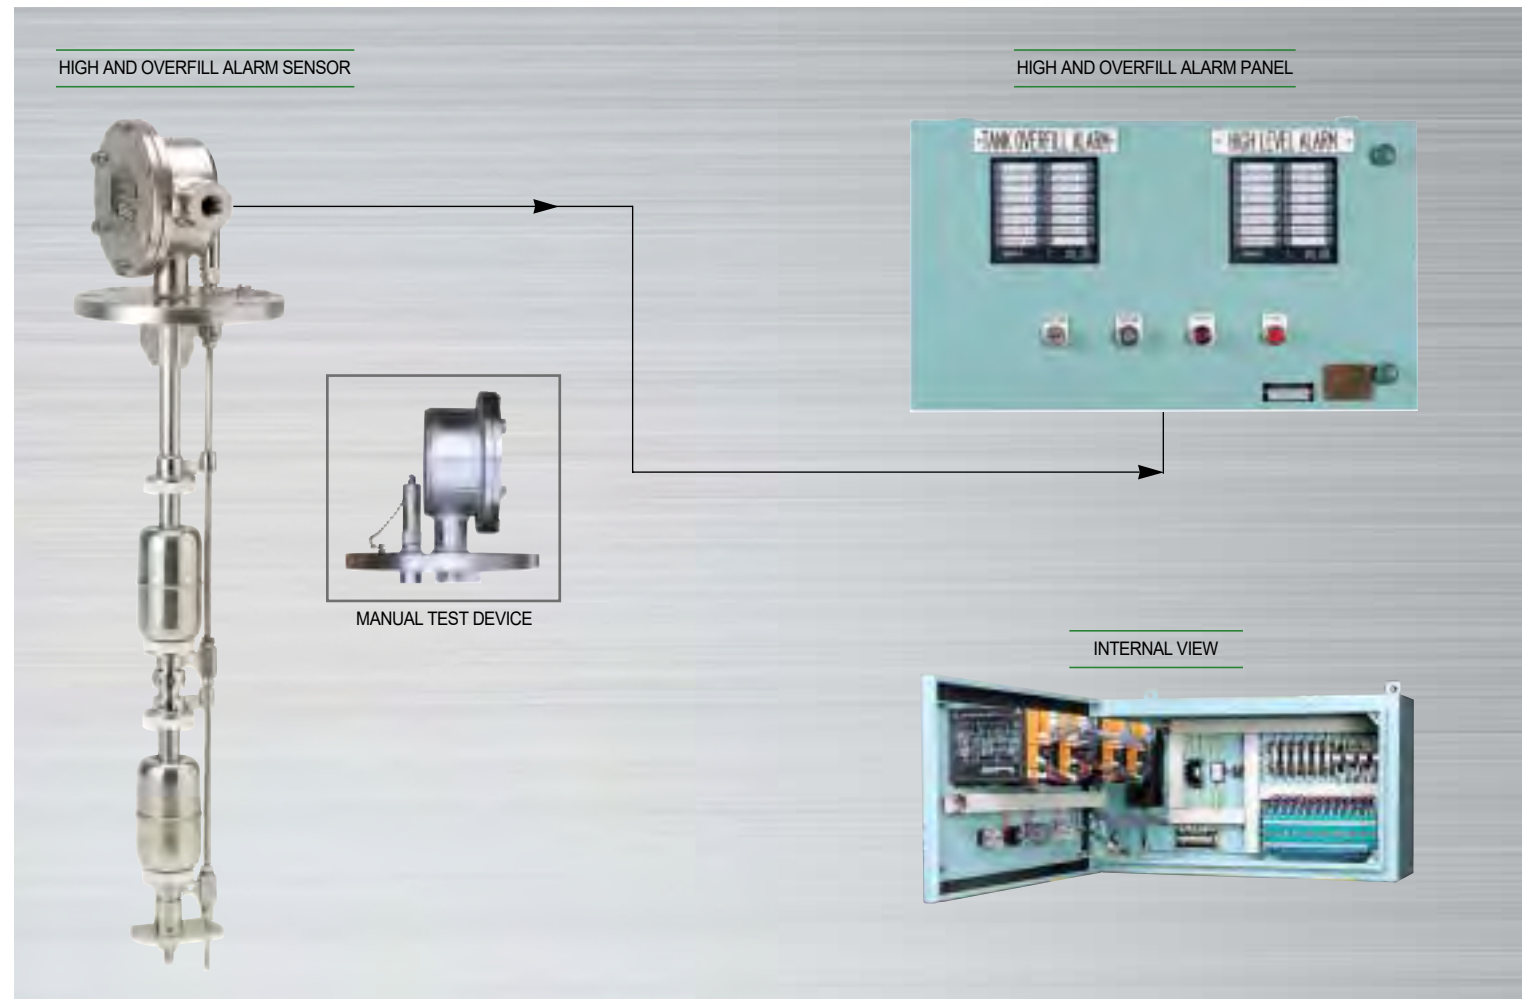 HIGH AND OVERFILL ALARM SENSOR
HIGH AND OVERFILL ALARM PANEL
TANK OVERFILL ALARM
HIGH LEVEL ALARM
MANUAL TEST DEVICE
INTERNAL VIEW